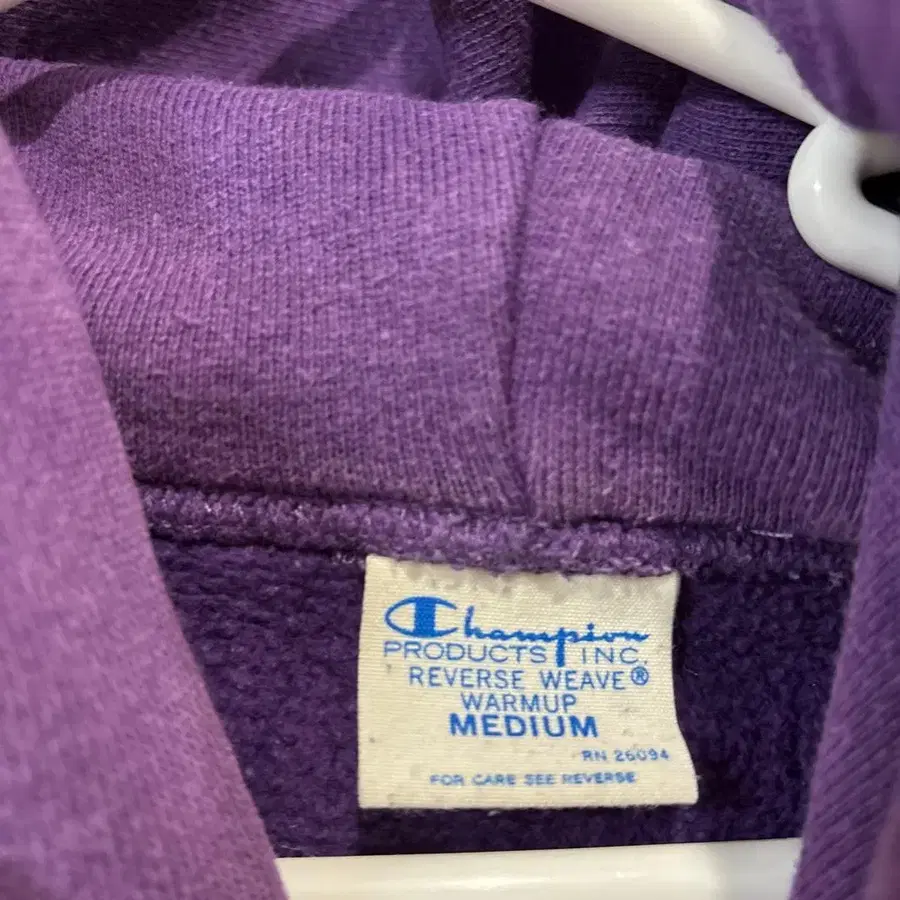 Champion
PRODUCTS INC.
REVERSE WEAVE®
WARMUP
MEDIUM
RN 26094
FOR CARE SEE REVERSE